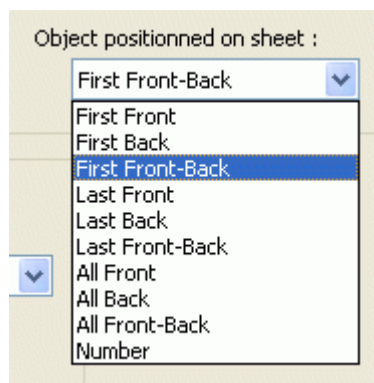 Object positionned on sheet :
First Front-Back
First Front
First Back
First Front-Back
Last Front
Last Back
Last Front-Back
All Front
All Back
All Front-Back
Number